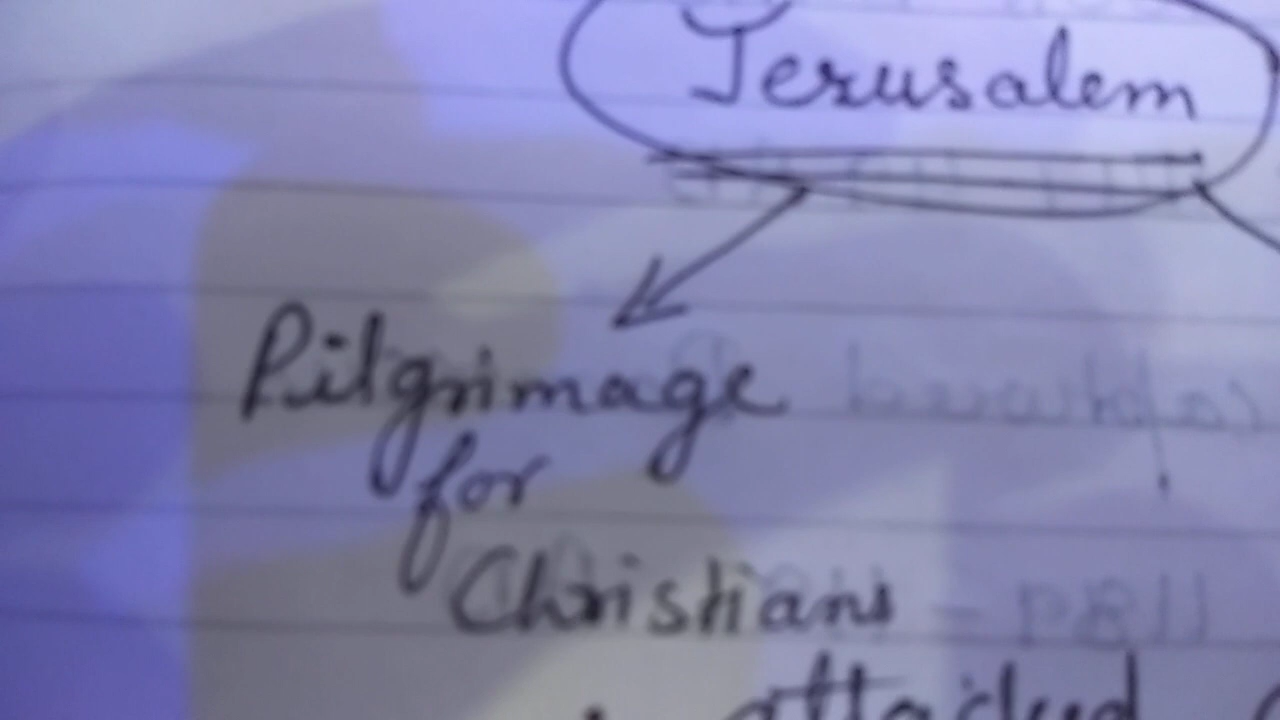 Jerusalem
Pilgrimage
for
Christians
attacked